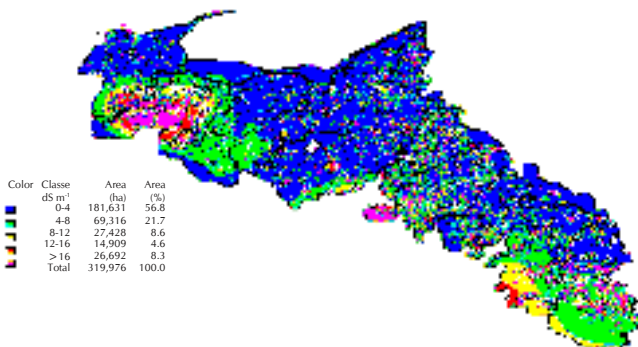 Color Classe Area Area
dS m-1 (ha) (%)
0-4 181,631 56.8
4-8 69,316 21.7
8-12 27,428 8.6
12-16 14,909 4.6
>16 26,692 8.3
Total 319,976 100.0